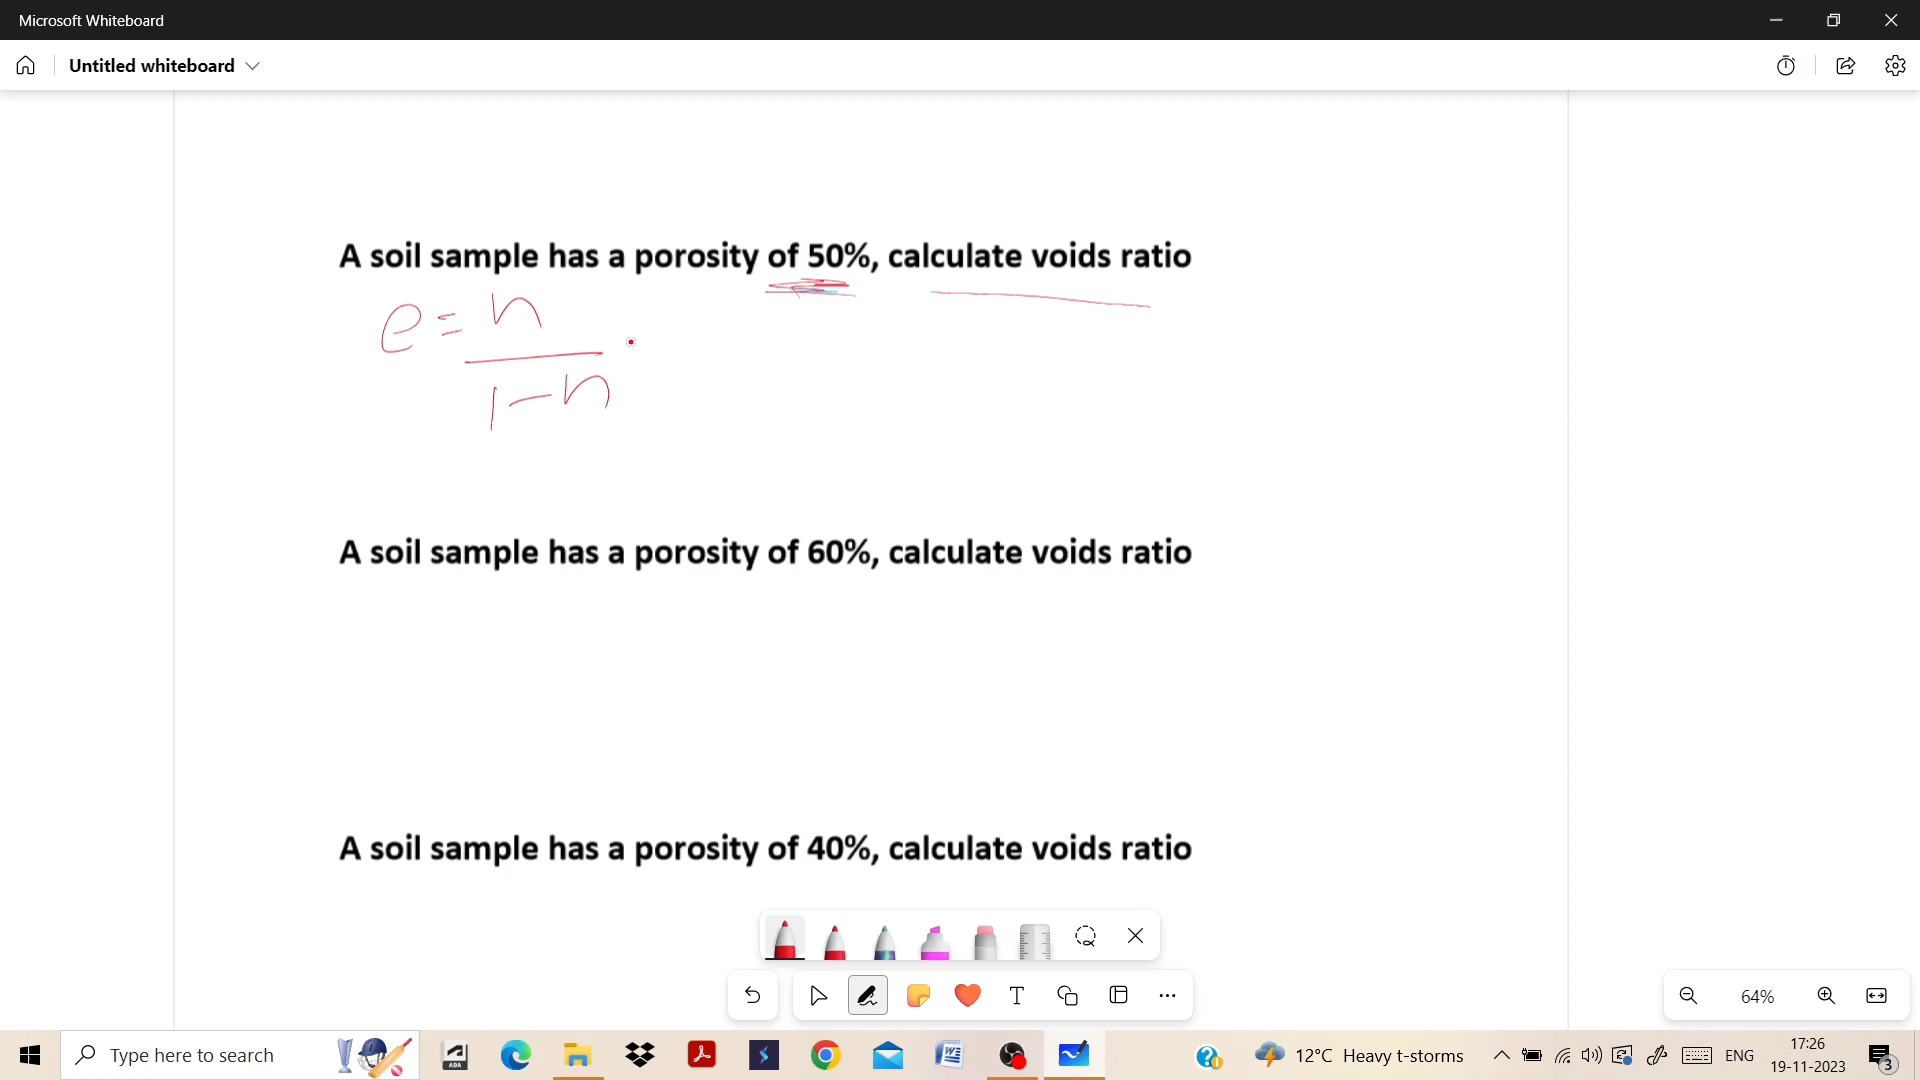 Microsoft Whiteboard
Untitled whiteboard
A soil sample has a porosity of 50%, calculate voids ratio
e = n
1-n
A soil sample has a porosity of 60%, calculate voids ratio
A soil sample has a porosity of 40%, calculate voids ratio
T
64%
Type here to search
ADA
12°C Heavy t-storms
ENG
17:26
19-11-2023
3